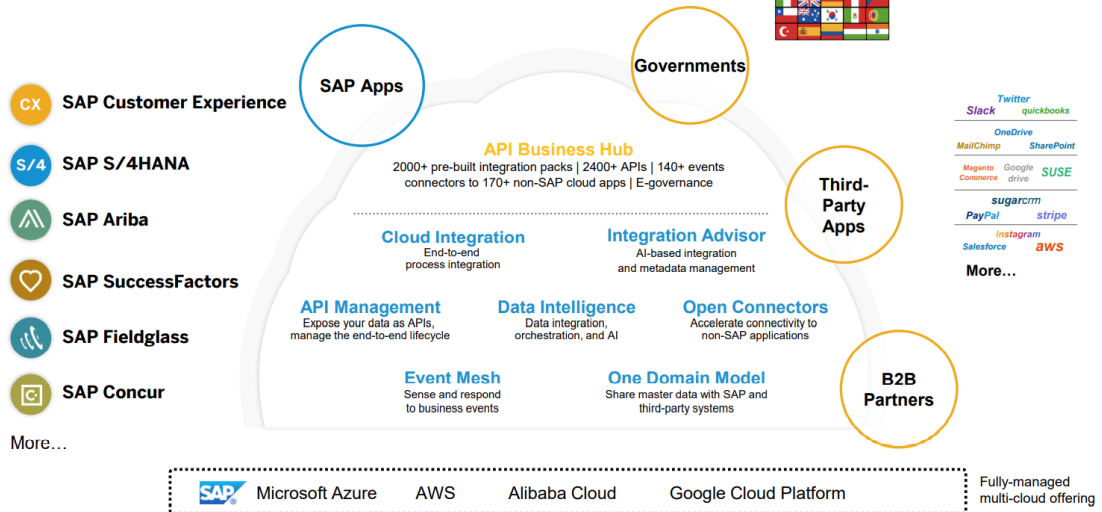 SAP Apps
Governments
CX
SAP Customer Experience
S/4
SAP S/4HANA
SAP Ariba
SAP SuccessFactors
SAP Fieldglass
SAP Concur
More…
API Business Hub
2000+ pre-built integration packs | 2400+ APIs | 140+ events
connectors to 170+ non-SAP cloud apps | E-governance
Cloud Integration
End-to-end
process integration
Integration Advisor
AI-based integration
and metadata management
API Management
Expose your data as APIs,
manage the end-to-end lifecycle
Data Intelligence
Data integration,
orchestration, and AI
Open Connectors
Accelerate connectivity to
non-SAP applications
Event Mesh
Sense and respond
to business events
One Domain Model
Share master data with SAP and
third-party systems
Third-
Party
Apps
B2B
Partners
Twitter
Slack quickbooks
OneDrive
MailChimp SharePoint
Magento
Commerce
Google
drive
SUSE
sugarcrm
PayPal stripe
Instagram
Salesforce aws
More…
SAP Microsoft Azure AWS Alibaba Cloud Google Cloud Platform
Fully-managed
multi-cloud offering